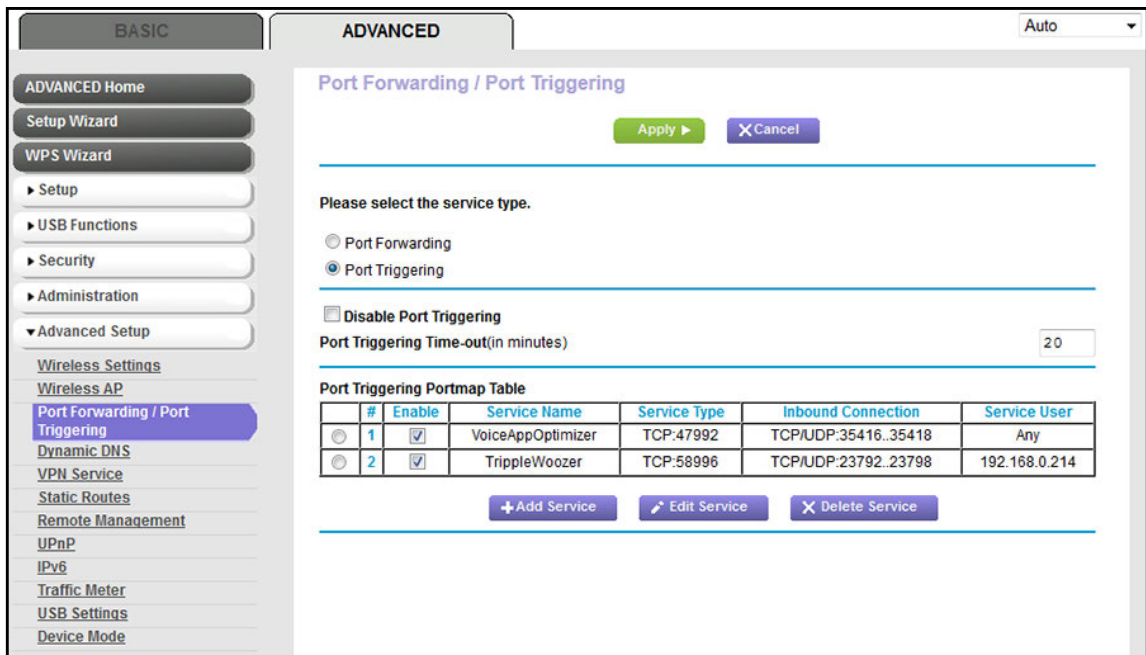 BASIC
ADVANCED
Auto
ADVANCED Home
Setup Wizard
WPS Wizard
Setup
USB Functions
Security
Administration
Advanced Setup
Wireless Settings
Wireless AP
Port Forwarding / Port
Triggering
Dynamic DNS
VPN Service
Static Routes
Remote Management
UPnP
IPv6
Traffic Meter
USB Settings
Device Mode
Port Forwarding / Port Triggering
Apply
Cancel
Please select the service type.
Port Forwarding
Port Triggering
Disable Port Triggering
Port Triggering Time-out(in minutes) 20
Port Triggering Portmap Table
# Enable Service Name Service Type Inbound Connection Service User
1 VoiceAppOptimizer TCP:47992 TCP/UDP:35416..35418 Any
2 TrippleWoozer TCP:58996 TCP/UDP:23792..23798 192.168.0.214
Add Service Edit Service Delete Service